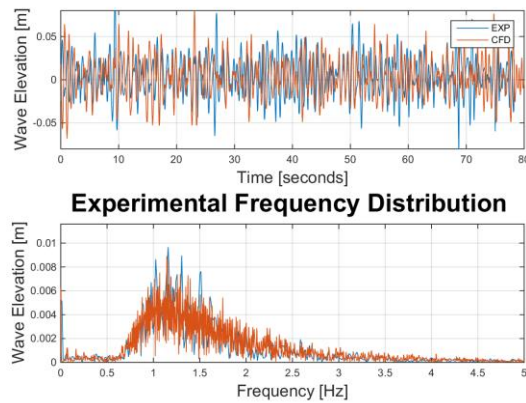 Wave Elevation [m]
0.05
0
-0.05
EXP
CFD
0 10 20 30 40 50 60 70 80
Time [seconds]
Experimental Frequency Distribution
Wave Elevation [m]
0.01
0.008
0.006
0.004
0.002
0
0 0.5 1 1.5 2 2.5 3 3.5 4 4.5 5
Frequency [Hz]